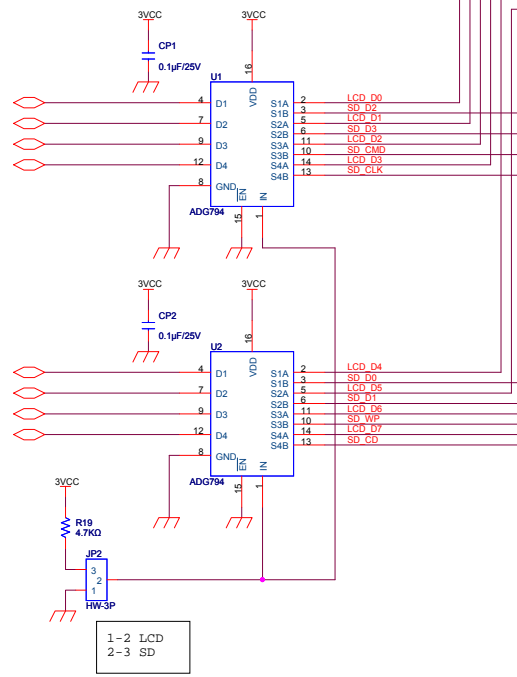 3VCC 3VCC
CP1
0.1µF/25V
U1
16
VDD
4 D1 S1A 2 LCD_D0
S1B 3 SD_D2
7 D2 S2A 5 LCD_D1
S2B 6 SD_D3
9 D3 S3A 11 LCD_D2
S3B 10 SD_CMD
12 D4 S4A 14 LCD_D3
S4B 13 SD_CLK
8 GND
EN IN
ADG794
15 1
3VCC 3VCC
CP2
0.1µF/25V
U2
16
VDD
4 D1 S1A 2 LCD_D4
S1B 3 SD_D0
7 D2 S2A 5 LCD_D5
S2B 6 SD_D1
9 D3 S3A 11 LCD_D6
S3B 10 SD_WP
12 D4 S4A 14 LCD_D7
S4B 13 SD_CD
8 GND
EN IN
ADG794
15 1
3VCC
R19
4.7KΩ
JP2
3
2
1
HW-3P
1-2 LCD
2-3 SD